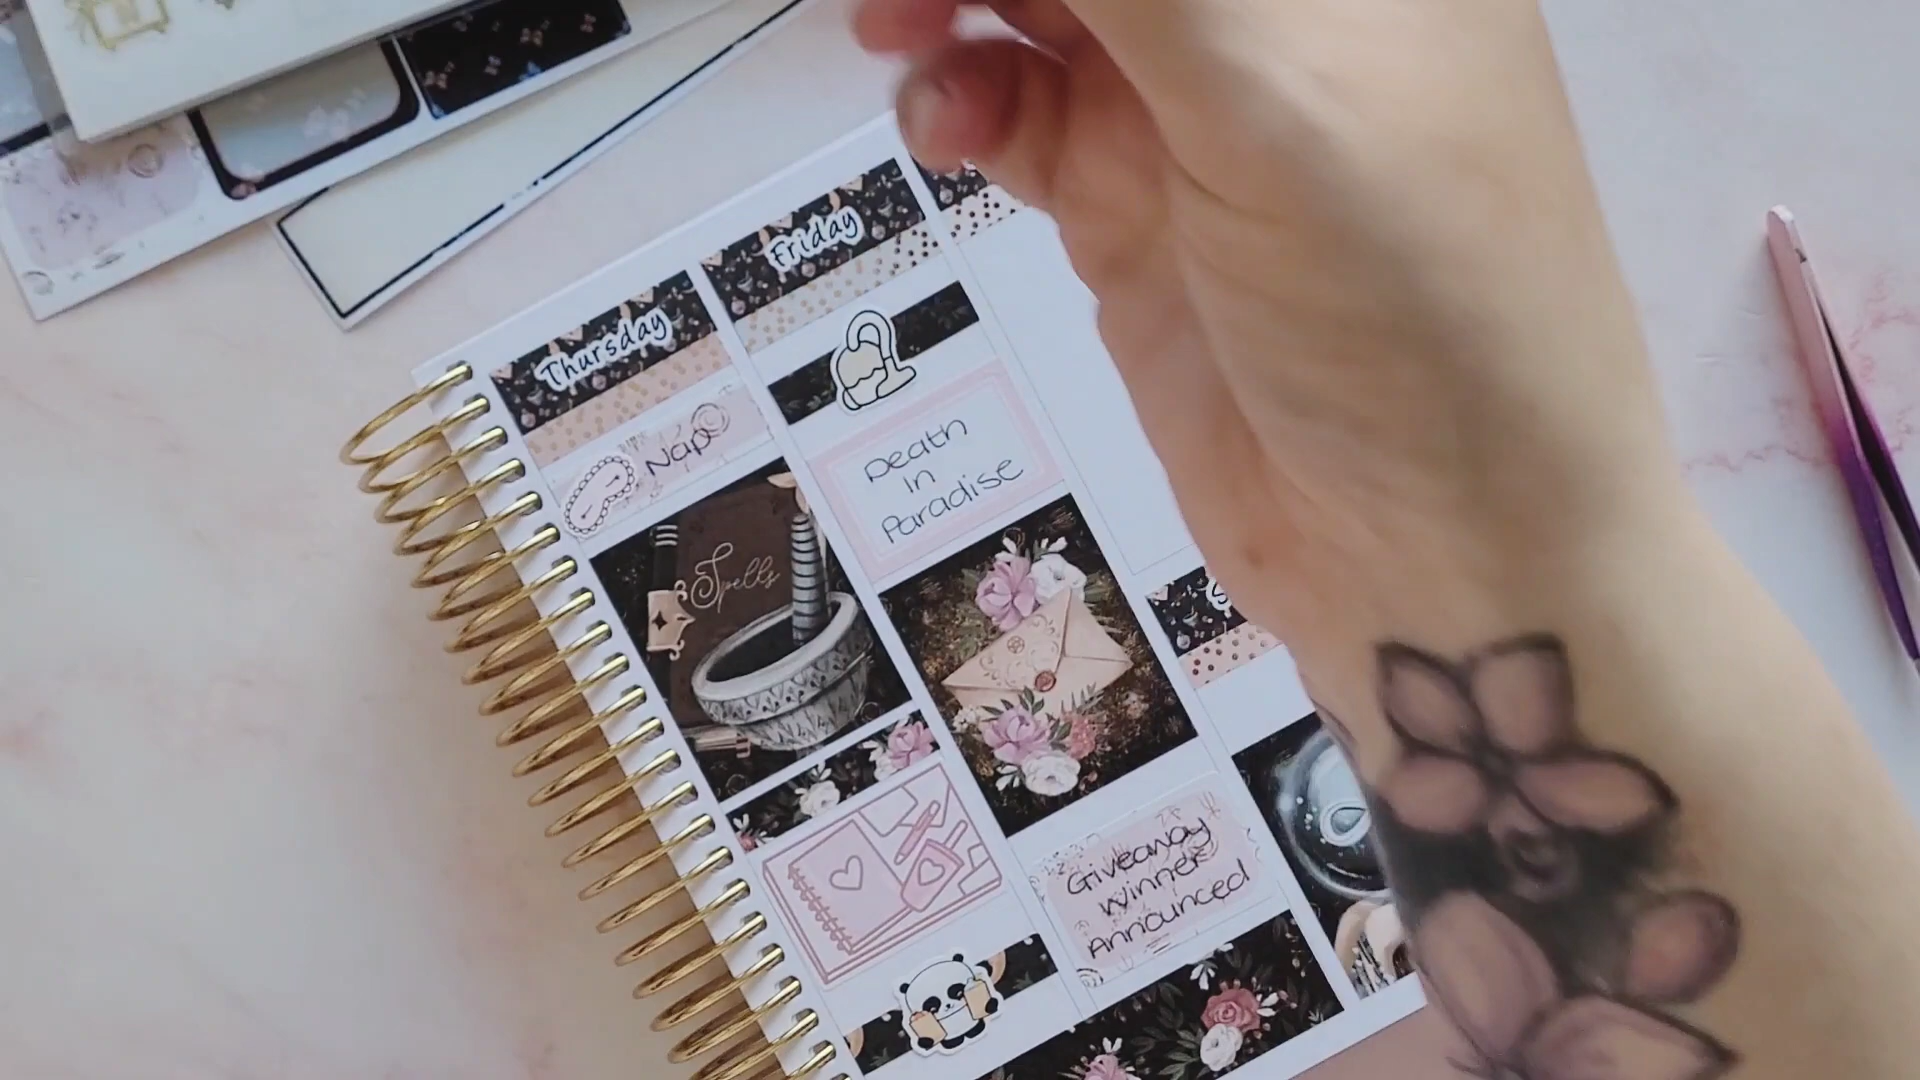 Thursday
Nap
Spells
Friday
Death
In
Paradise
Giveaway
Winner
Announced
S